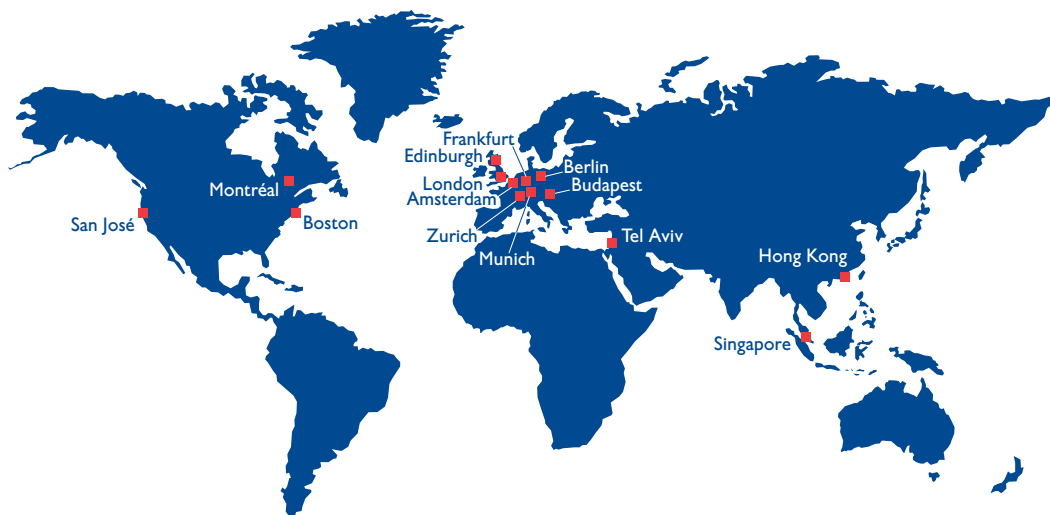 Frankfurt
Edinburgh
Berlin
Montréal
London
Budapest
Amsterdam
San José
Boston
Zurich
Tel Aviv
Munich
Hong Kong
Singapore